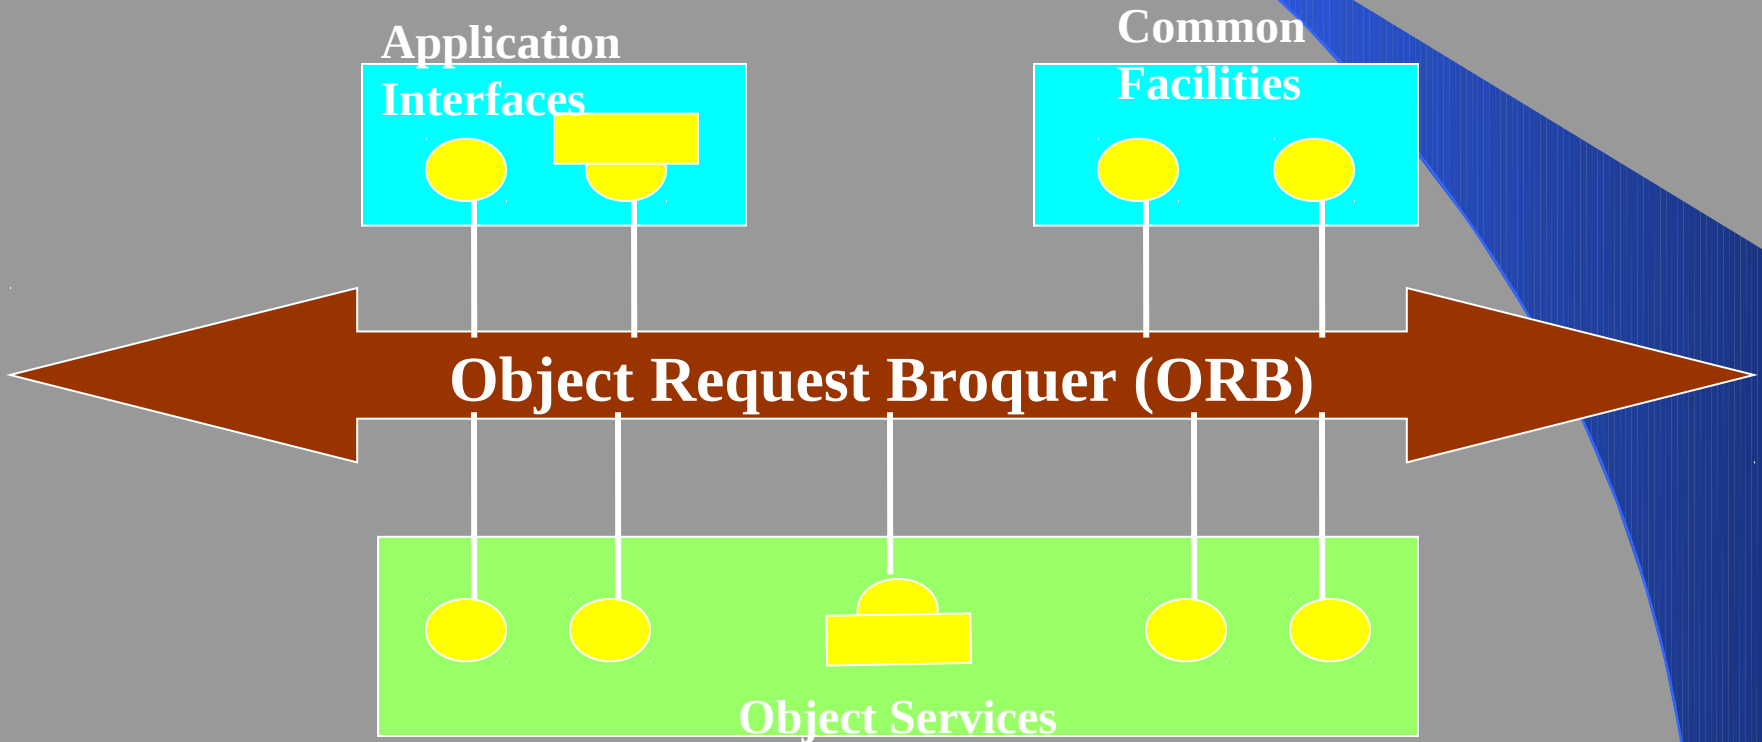 Application
Interfaces
Common
Facilities
Object Request Broquer (ORB)
Object Services